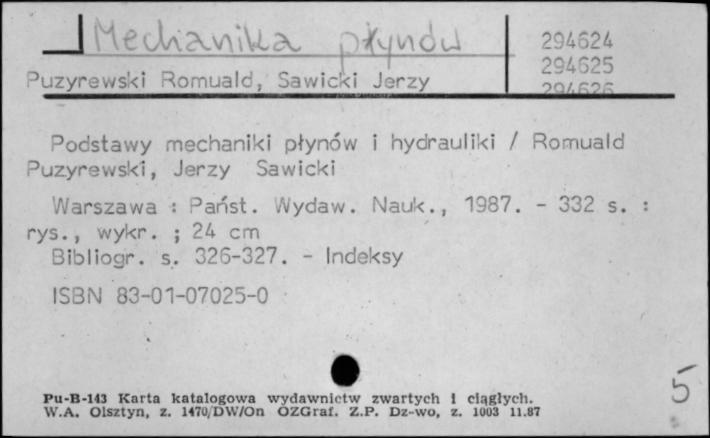 Mechanika płynów
294624
294625
294626
Puzyrewski Romuald, Sawicki Jerzy
Podstawy mechaniki płynów i hydrauliki / Romuald
Puzyrewski, Jerzy Sawicki
Warszawa : Państ. Wydaw. Nauk., 1987. - 332 s. :
rys., wykr. ; 24 cm
Bibliogr. s. 326-327. - Indeksy
ISBN 83-01-07025-0
5
Pu-B-143 Karta katalogowa wydawnictw zwartych i ciągłych.
W.A. Olsztyn, z. 1470/DW/On OZGraf. Z.P. Dz-wo, z. 1003 11.87